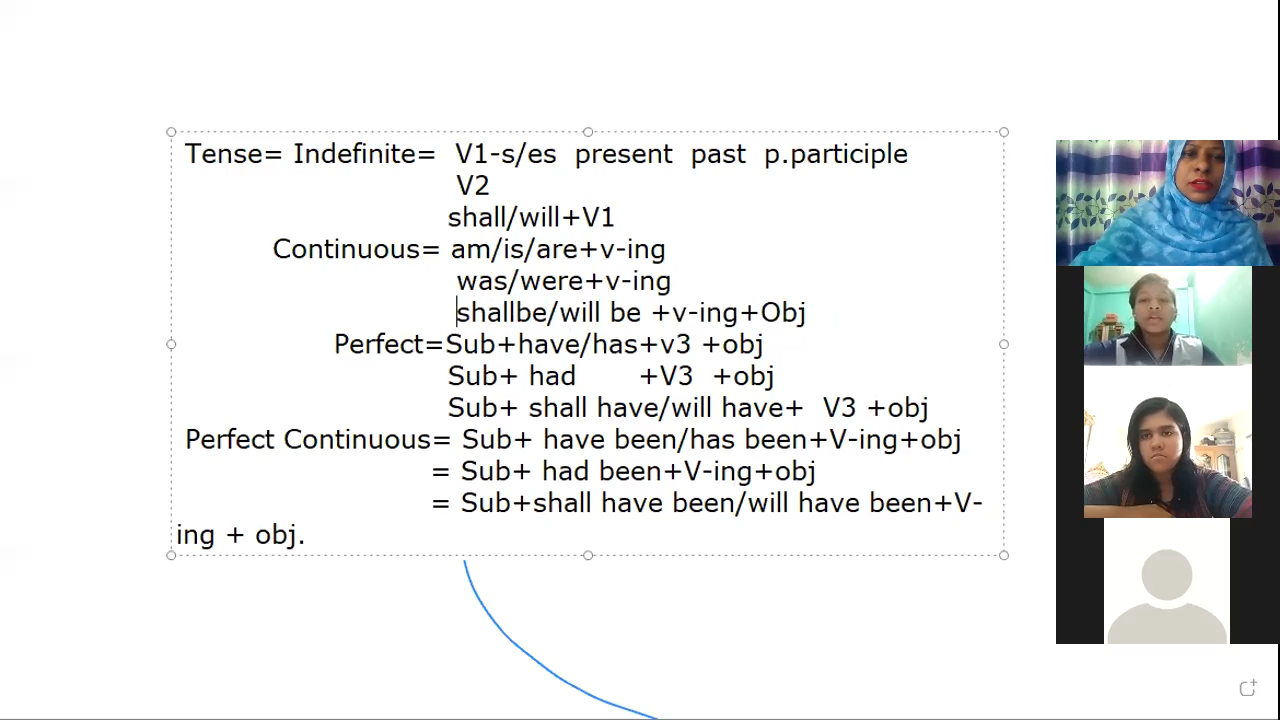 Tense= Indefinite= V1-s/es present past p.participle
V2
shall/will+V1
Continuous= am/is/are+v-ing
was/were+v-ing
shallbe/will be +v-ing+Obj
Perfect=Sub+have/has+v3 +obj
Sub+ had +V3 +obj
Sub+ shall have/will have+ V3 +obj
Perfect Continuous= Sub+ have been/has been+V-ing+obj
= Sub+ had been+V-ing+obj
= Sub+shall have been/will have been+V-
ing + obj.